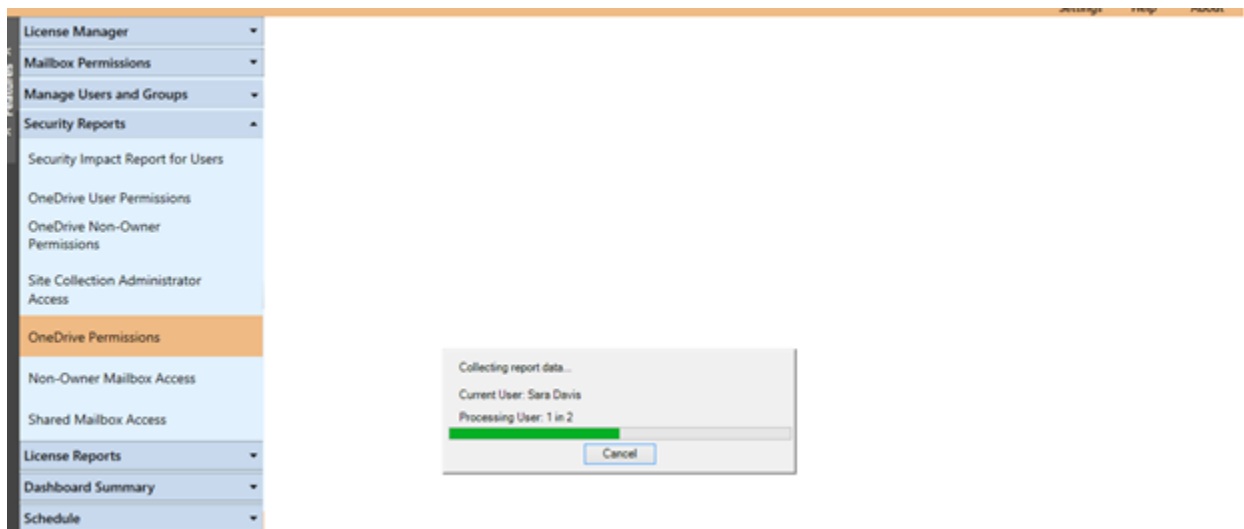 Settings Help About
Features
License Manager
Mailbox Permissions
Manage Users and Groups
Security Reports
Security Impact Report for Users
OneDrive User Permissions
OneDrive Non-Owner
Permissions
Site Collection Administrator
Access
OneDrive Permissions
Non-Owner Mailbox Access
Shared Mailbox Access
License Reports
Dashboard Summary
Schedule
Collecting report data...
Current User: Sara Davis
Processing User: 1 in 2
Cancel